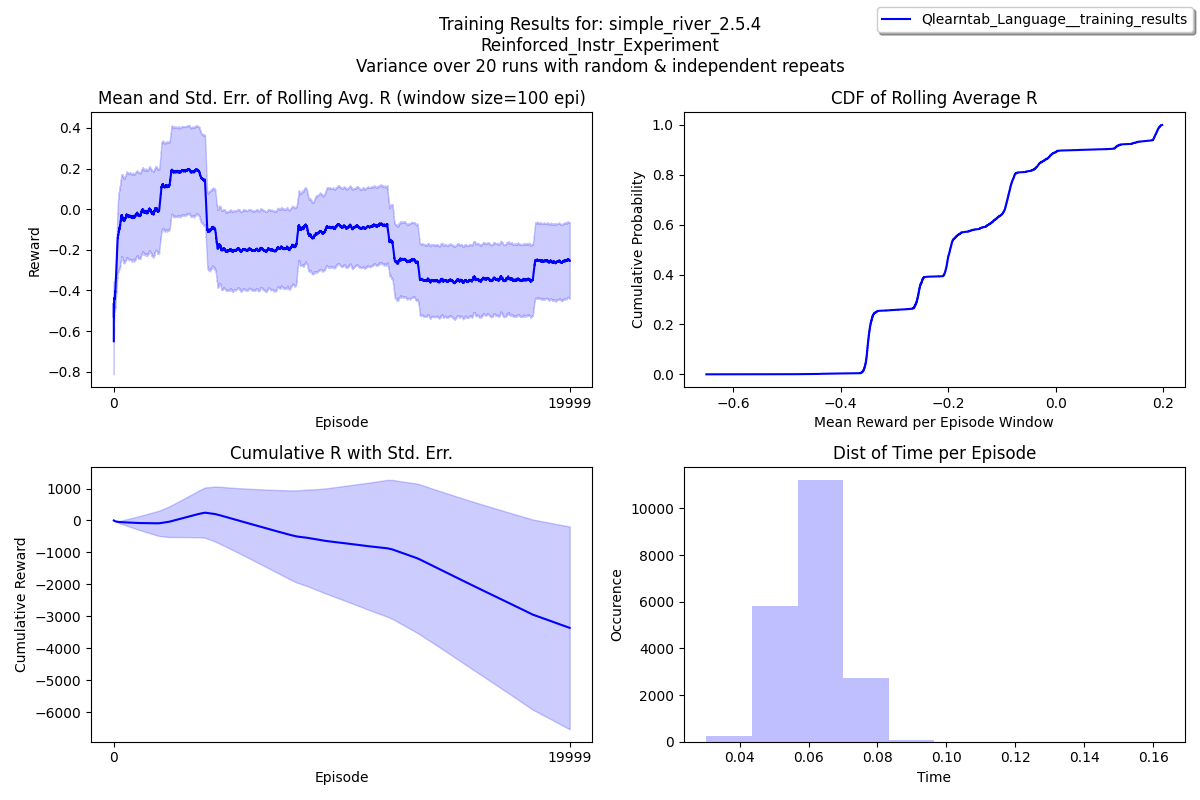 Training Results for: simple_river_2.5.4
Reinforced_Instr_Experiment
Variance over 20 runs with random & independent repeats
Qlearntab_Language__training_results
Mean and Std. Err. of Rolling Avg. R (window size=100 epi)
0.4
0.2
0.0
−0.2
−0.4
−0.6
−0.8
Reward
0
19999
Episode
CDF of Rolling Average R
1.0
0.8
0.6
0.4
0.2
0.0
Cumulative Probability
−0.6
−0.4
−0.2
0.0
0.2
Mean Reward per Episode Window
Cumulative R with Std. Err.
1000
0
−1000
−2000
−3000
−4000
−5000
−6000
Cumulative Reward
0
19999
Episode
Dist of Time per Episode
10000
8000
6000
4000
2000
0
Occurence
0.04
0.06
0.08
0.10
0.12
0.14
0.16
Time